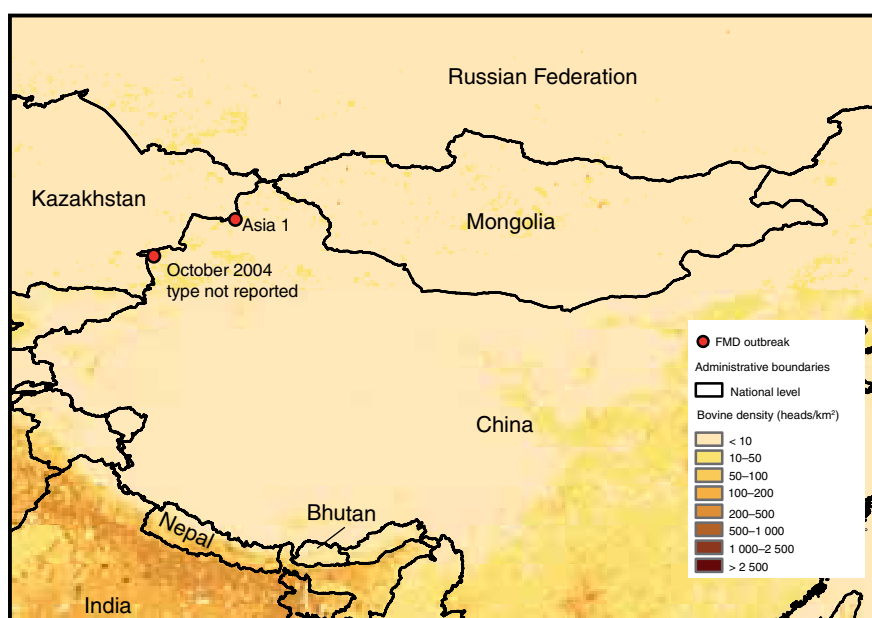 Russian Federation
Kazakhstan
Mongolia
Asia 1
October 2004
type not reported
China
Bhutan
Nepal
India
FMD outbreak
Administrative boundaries
National level
Bovine density (heads/km²)
< 10
10–50
50–100
100–200
200–500
500–1 000
1 000–2 500
> 2 500